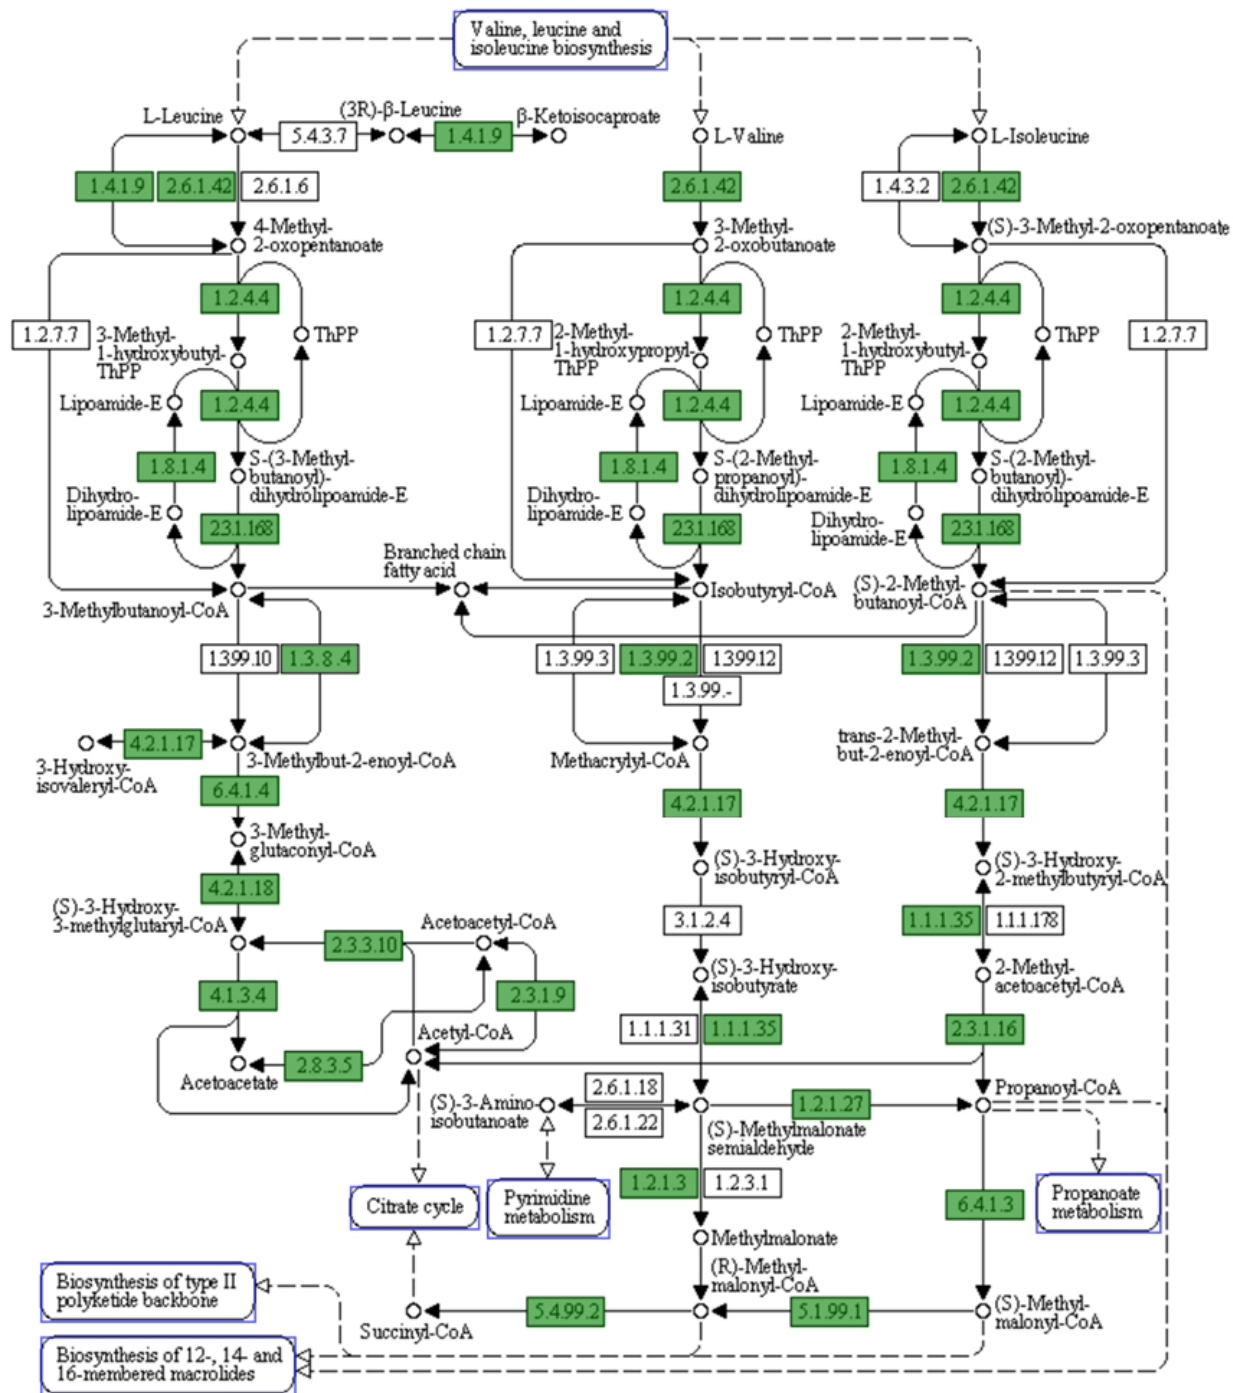 Valine, leucine and
isoleucine biosynthesis
L-Leucine
(3R)-β-Leucine
β-Ketoisocaproate
5.4.3.7
1.4.1.9
L-Valine
L-Isoleucine
1.4.1.9
2.6.1.42
2.6.1.6
2.6.1.42
1.4.3.2
2.6.1.42
4-Methyl-
2-oxopentanoate
3-Methyl-
2-oxobutanoate
(S)-3-Methyl-2-oxopentanoate
1.2.4.4
1.2.4.4
1.2.4.4
1.2.7.7
3-Methyl-
1-hydroxybutyl-
ThPP
ThPP
1.2.7.7
2-Methyl-
1-hydroxypropyl-
ThPP
ThPP
2-Methyl-
1-hydroxybutyl-
ThPP
ThPP
1.2.7.7
Lipoamide-E
1.2.4.4
Lipoamide-E
1.2.4.4
Lipoamide-E
1.2.4.4
1.8.1.4
S-(3-Methyl-
butanoyl)-
dihydrolipoamide-E
1.8.1.4
S-(2-Methyl-
propanoyl)-
dihydrolipoamide-E
1.8.1.4
S-(2-Methyl-
butanoyl)-
dihydrolipoamide-E
Dihydro-
lipoamide-E
2.3.1.168
Dihydro-
lipoamide-E
2.3.1.168
Dihydro-
lipoamide-E
2.3.1.168
Branched chain
fatty acid
3-Methylbutanoyl-CoA
Isobutyryl-CoA
(S)-2-Methyl-
butanoyl-CoA
1.3.99.10
1.3.8.4
1.3.99.3
1.3.99.2
1.3.99.12
1.3.99.-
1.3.99.2
1.3.99.12
1.3.99.3
4.2.1.17
3-Hydroxy-
isovaleryl-CoA
3-Methylbut-2-enoyl-CoA
Methacrylyl-CoA
trans-2-Methyl-
but-2-enoyl-CoA
6.4.1.4
4.2.1.17
4.2.1.17
3-Methyl-
glutaconyl-CoA
(S)-3-Hydroxy-
isobutyryl-CoA
(S)-3-Hydroxy-
2-methylbutyryl-CoA
4.2.1.18
(S)-3-Hydroxy-
3-methylglutaryl-CoA
Acetoacetyl-CoA
3.1.2.4
1.1.1.35
1.1.1.178
2.3.3.10
(S)-3-Hydroxy-
isobutyrate
2-Methyl-
acetoacetyl-CoA
4.1.3.4
2.3.1.9
Acetyl-CoA
1.1.1.31
1.1.1.35
2.3.1.16
2.8.3.5
Acetoacetate
(S)-3-Amino-
isobutanoate
2.6.1.18
2.6.1.22
1.2.1.27
Propanoyl-CoA
(S)-Methylmalonate
semialdehyde
Citrate cycle
Pyrimidine
metabolism
1.2.1.3
1.2.3.1
6.4.1.3
Propanoate
metabolism
Methylmalonate
(R)-Methyl-
malonyl-CoA
Biosynthesis of type II
polyketide backbone
Succinyl-CoA
5.4.99.2
5.1.99.1
(S)-Methyl-
malonyl-CoA
Biosynthesis of 12-, 14- and
16-membered macrolides